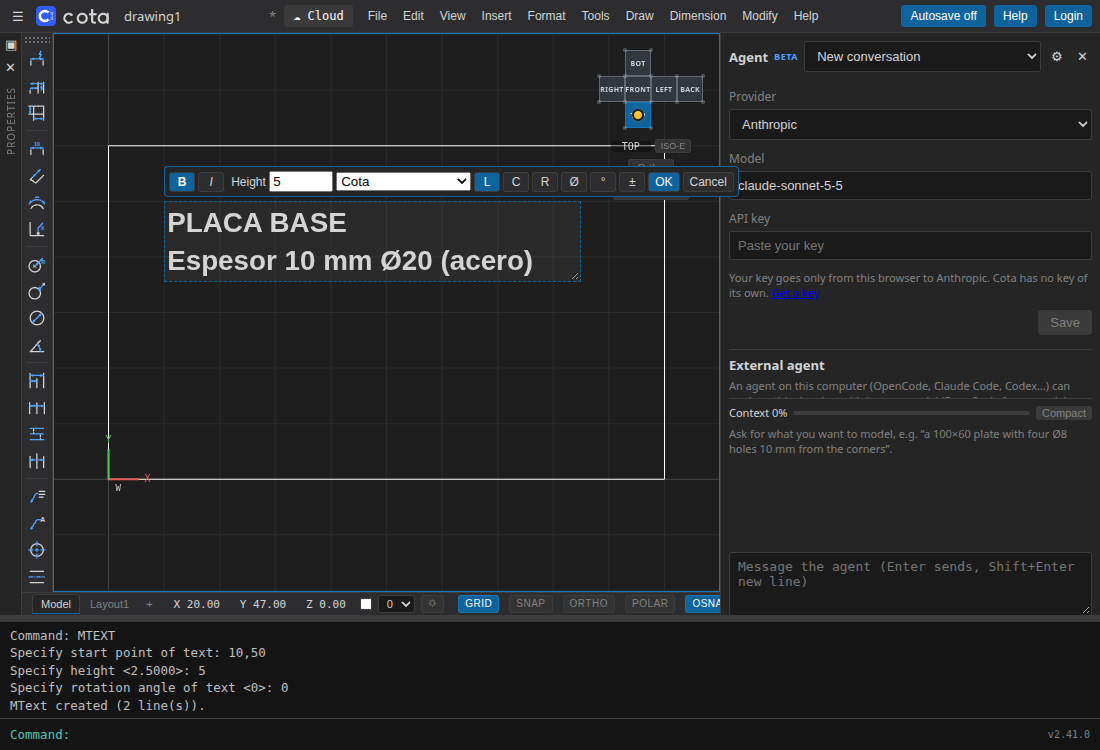 ☰ cota drawing1 * ☁ Cloud File Edit View Insert Format Tools Draw Dimension Modify Help Autosave off Help Login
PROPERTIES
BOT
RIGHT FRONT LEFT BACK
TOP ISO-E
B I Height 5 Cota L C R Ø ° ± OK Cancel
PLACA BASE
Espesor 10 mm Ø20 (acero)
Y
X
W
Agent BETA New conversation
Provider
Anthropic
Model
claude-sonnet-5-5
API key
Paste your key
Your key goes only from this browser to Anthropic. Cota has no key of
its own.
Save
External agent
An agent on this computer (OpenCode, Claude Code, Codex…) can
Context 0% Compact
Ask for what you want to model, e.g. “a 100×60 plate with four Ø8
holes 10 mm from the corners”.
Message the agent (Enter sends, Shift+Enter
new line)
Model Layout1 + X 20.00 Y 47.00 Z 0.00 0 GRID SNAP ORTHO POLAR OSNA
Command: MTEXT
Specify start point of text: 10,50
Specify height <2.5000>: 5
Specify rotation angle of text <0>: 0
MText created (2 line(s)).
Command:
v2.41.0